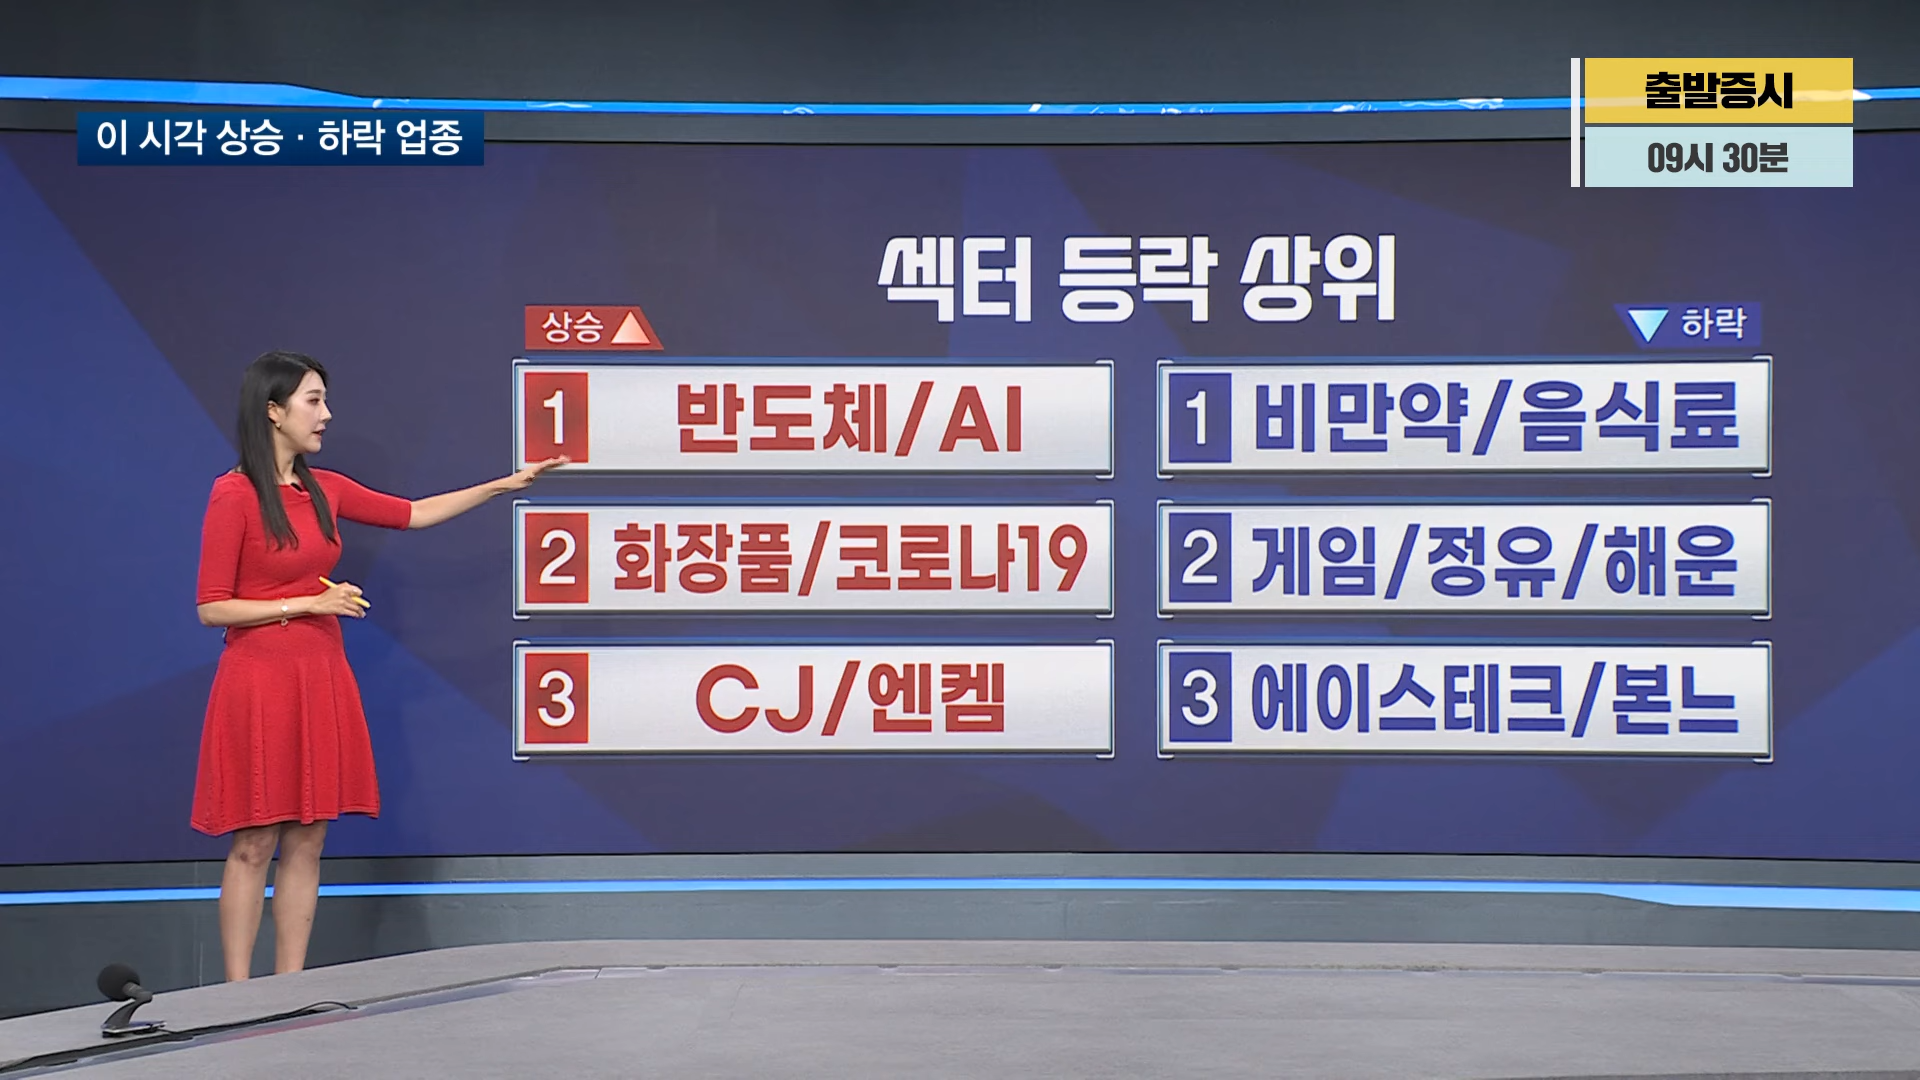 이 시각 상승 · 하락 업종
출발증시
09시 30분
섹터 등락 상위
상승 ▲
1 반도체/AI
2 화장품/코로나19
3 CJ/엔켐
▼ 하락
1 비만약/음식료
2 게임/정유/해운
3 에이스테크/본느